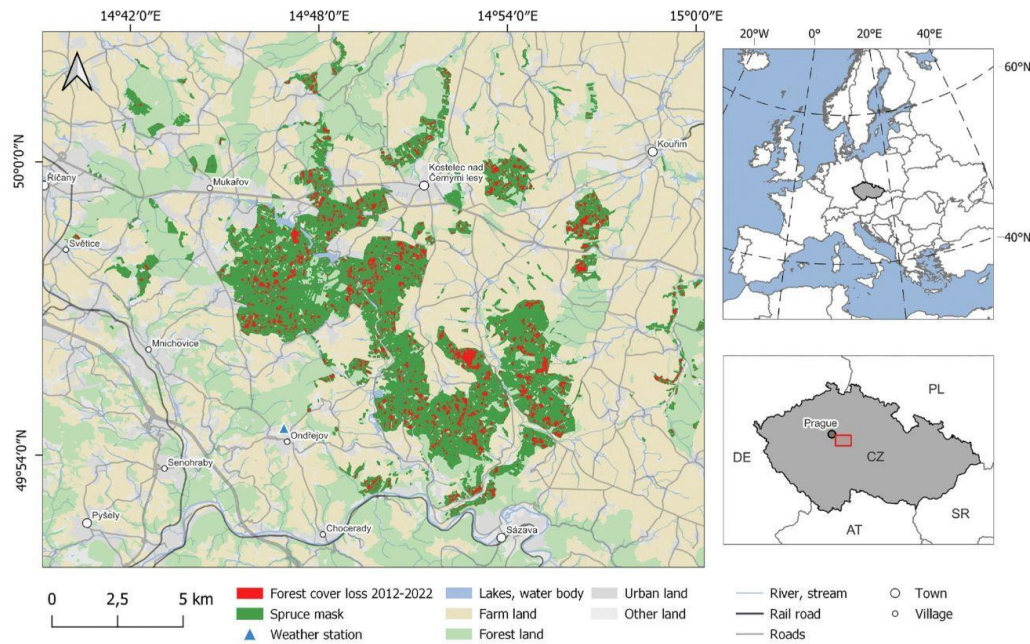 14°42′0″E 14°48′0″E 14°54′0″E 15°0′0″E
50°0′0″N
49°54′0″N
Kouřim
Kostelec nad
Černými lesy
Říčany
Mukařov
Světice
Mnichovice
Ondřejov
Senohraby
Pyšely
Chocerady
Sázava
20°W 0° 20°E 40°E
60°N
40°N
PL
Prague
DE
CZ
SR
AT
0 2,5 5 km
Forest cover loss 2012-2022
Spruce mask
Weather station
Lakes, water body
Farm land
Forest land
Urban land
Other land
River, stream
Rail road
Roads
Town
Village